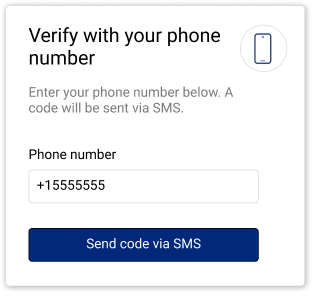 Verify with your phone
number
Enter your phone number below. A
code will be sent via SMS.
Phone number
+15555555
Send code via SMS